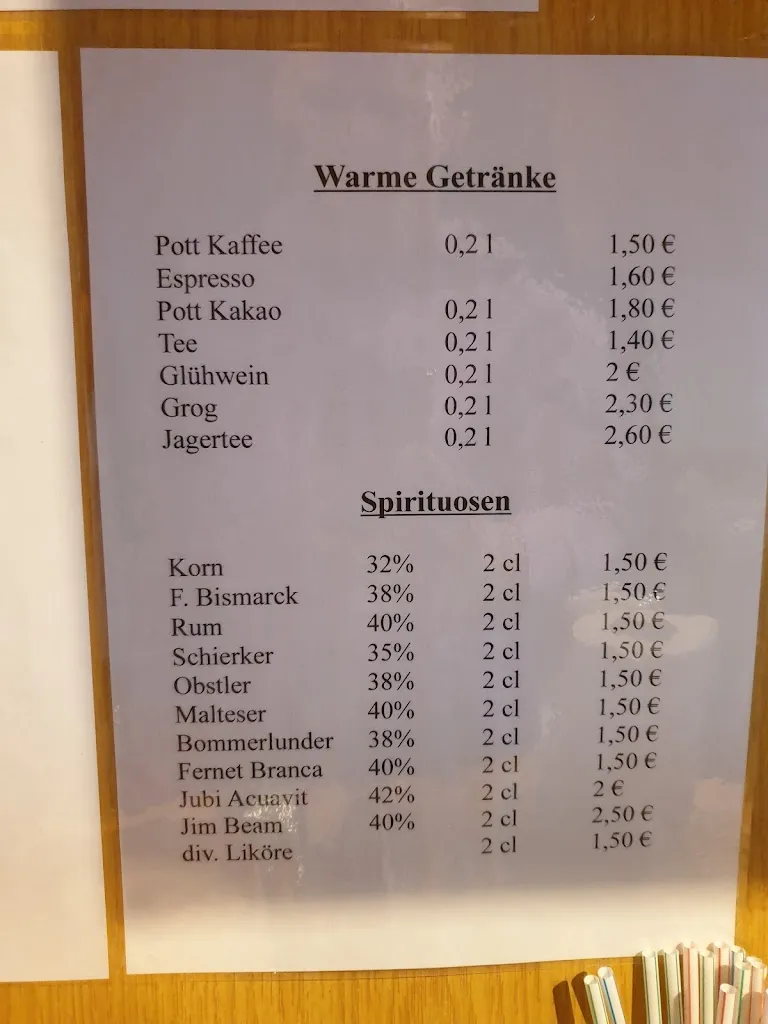 Warme Getränke
Pott Kaffee 0,2 l 1,50 €
Espresso 1,60 €
Pott Kakao 0,2 l 1,80 €
Tee 0,2 l 1,40 €
Glühwein 0,2 l 2 €
Grog 0,2 l 2,30 €
Jagertee 0,2 l 2,60 €
Spirituosen
Korn 32% 2 cl 1,50 €
F. Bismarck 38% 2 cl 1,50 €
Rum 40% 2 cl 1,50 €
Schierker 35% 2 cl 1,50 €
Obstler 38% 2 cl 1,50 €
Malteser 40% 2 cl 1,50 €
Bommerlunder 38% 2 cl 1,50 €
Fernet Branca 40% 2 cl 1,50 €
Jubi Acuavit 42% 2 cl 2 €
Jim Beam 40% 2 cl 2,50 €
div. Liköre 2 cl 1,50 €